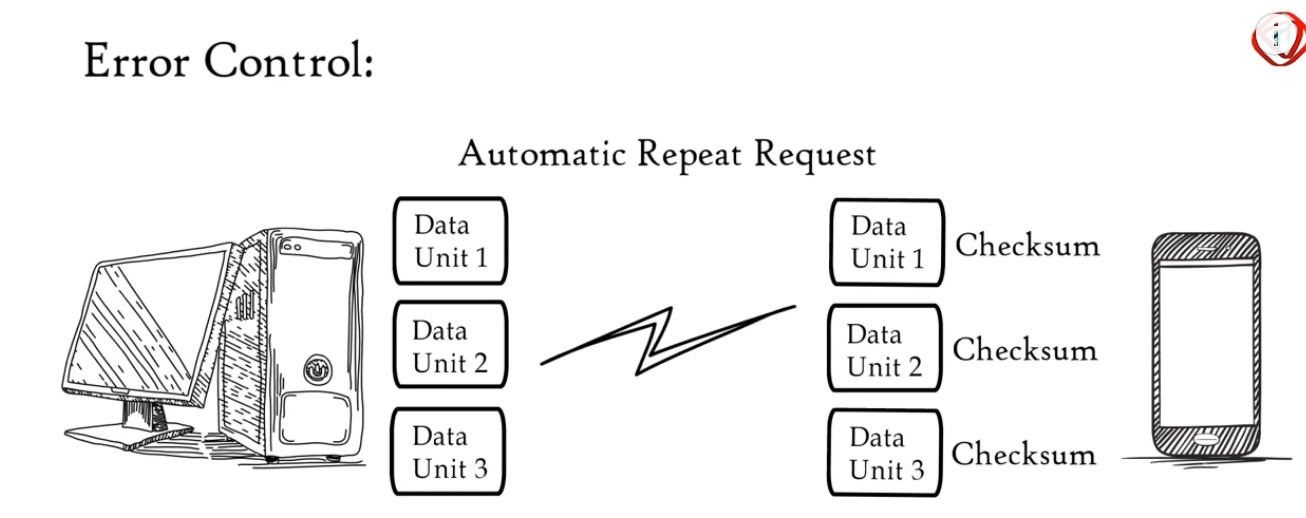 Error Control:
Automatic Repeat Request
Data
Unit 1
Data
Unit 2
Data
Unit 3
Data
Unit 1
Checksum
Data
Unit 2
Checksum
Data
Unit 3
Checksum